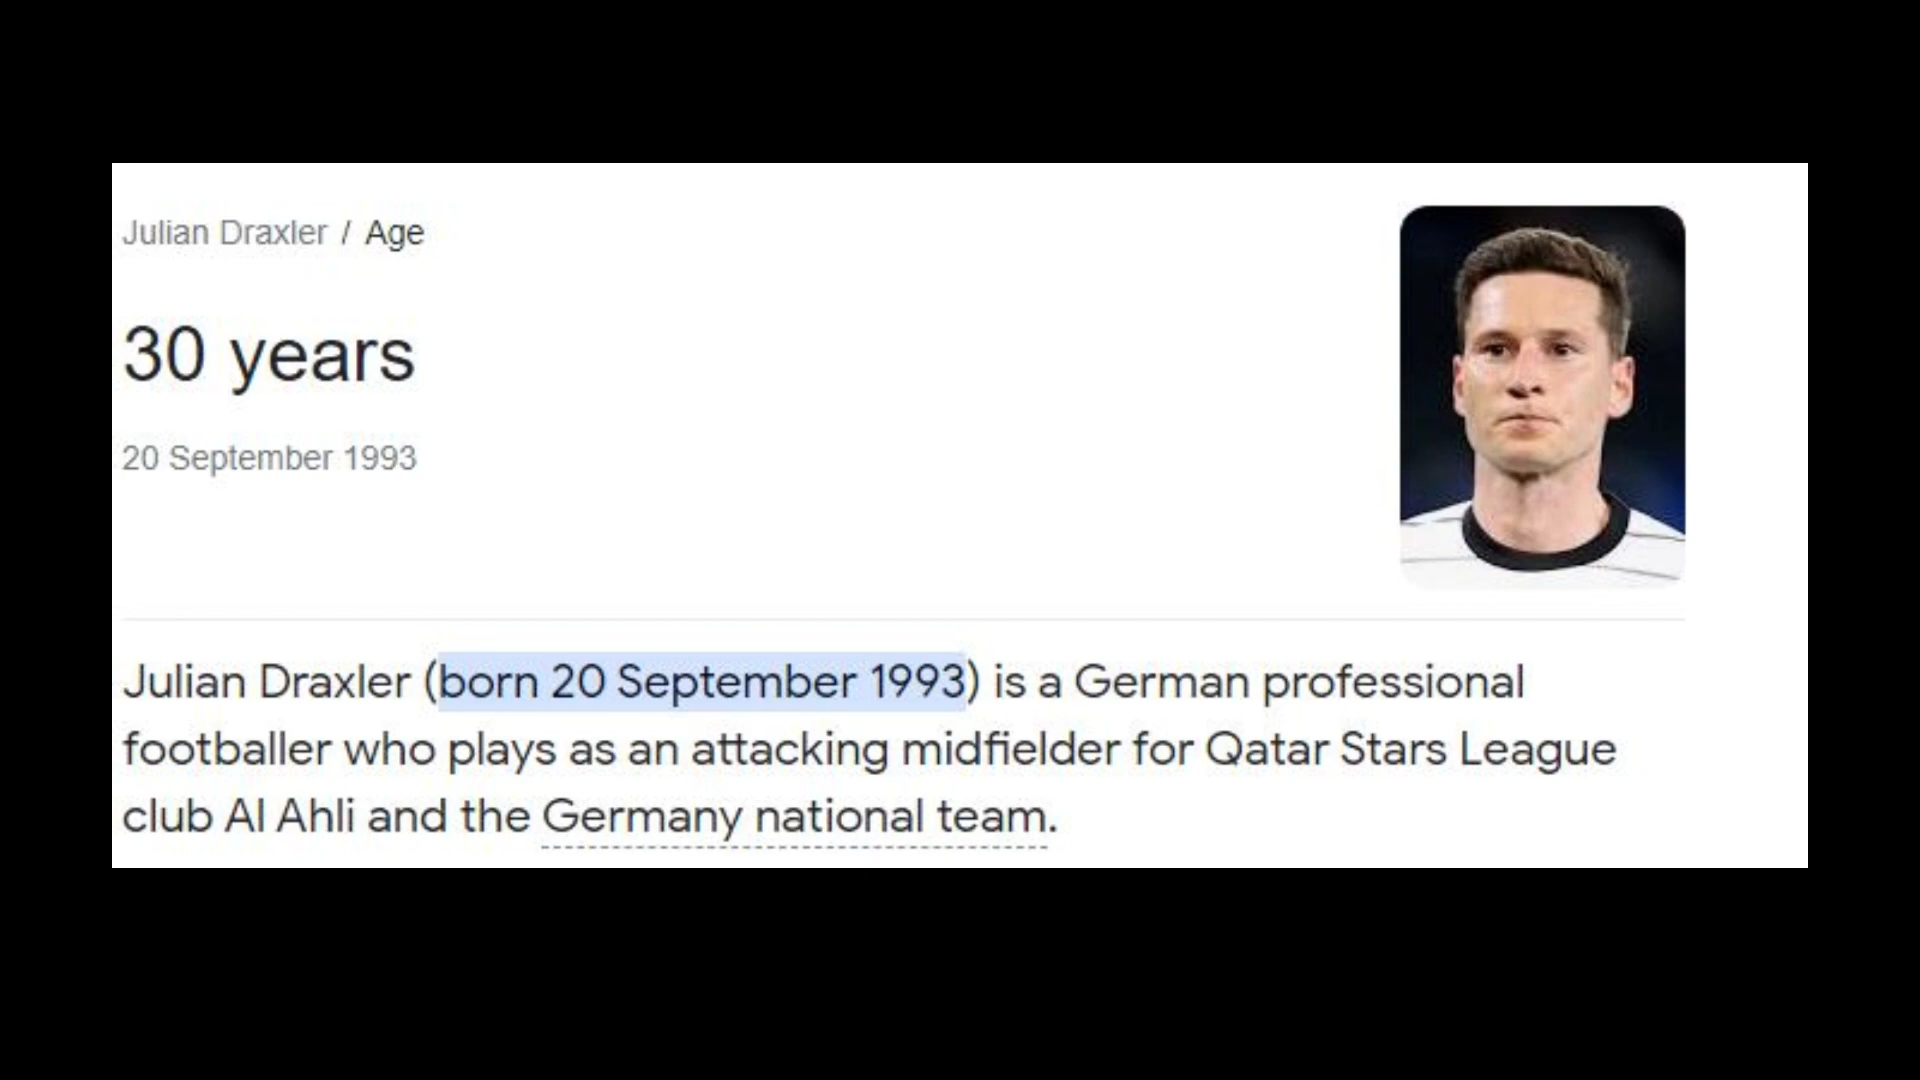 Julian Draxler / Age
30 years
20 September 1993
Julian Draxler (born 20 September 1993) is a German professional
footballer who plays as an attacking midfielder for Qatar Stars League
club Al Ahli and the Germany national team.